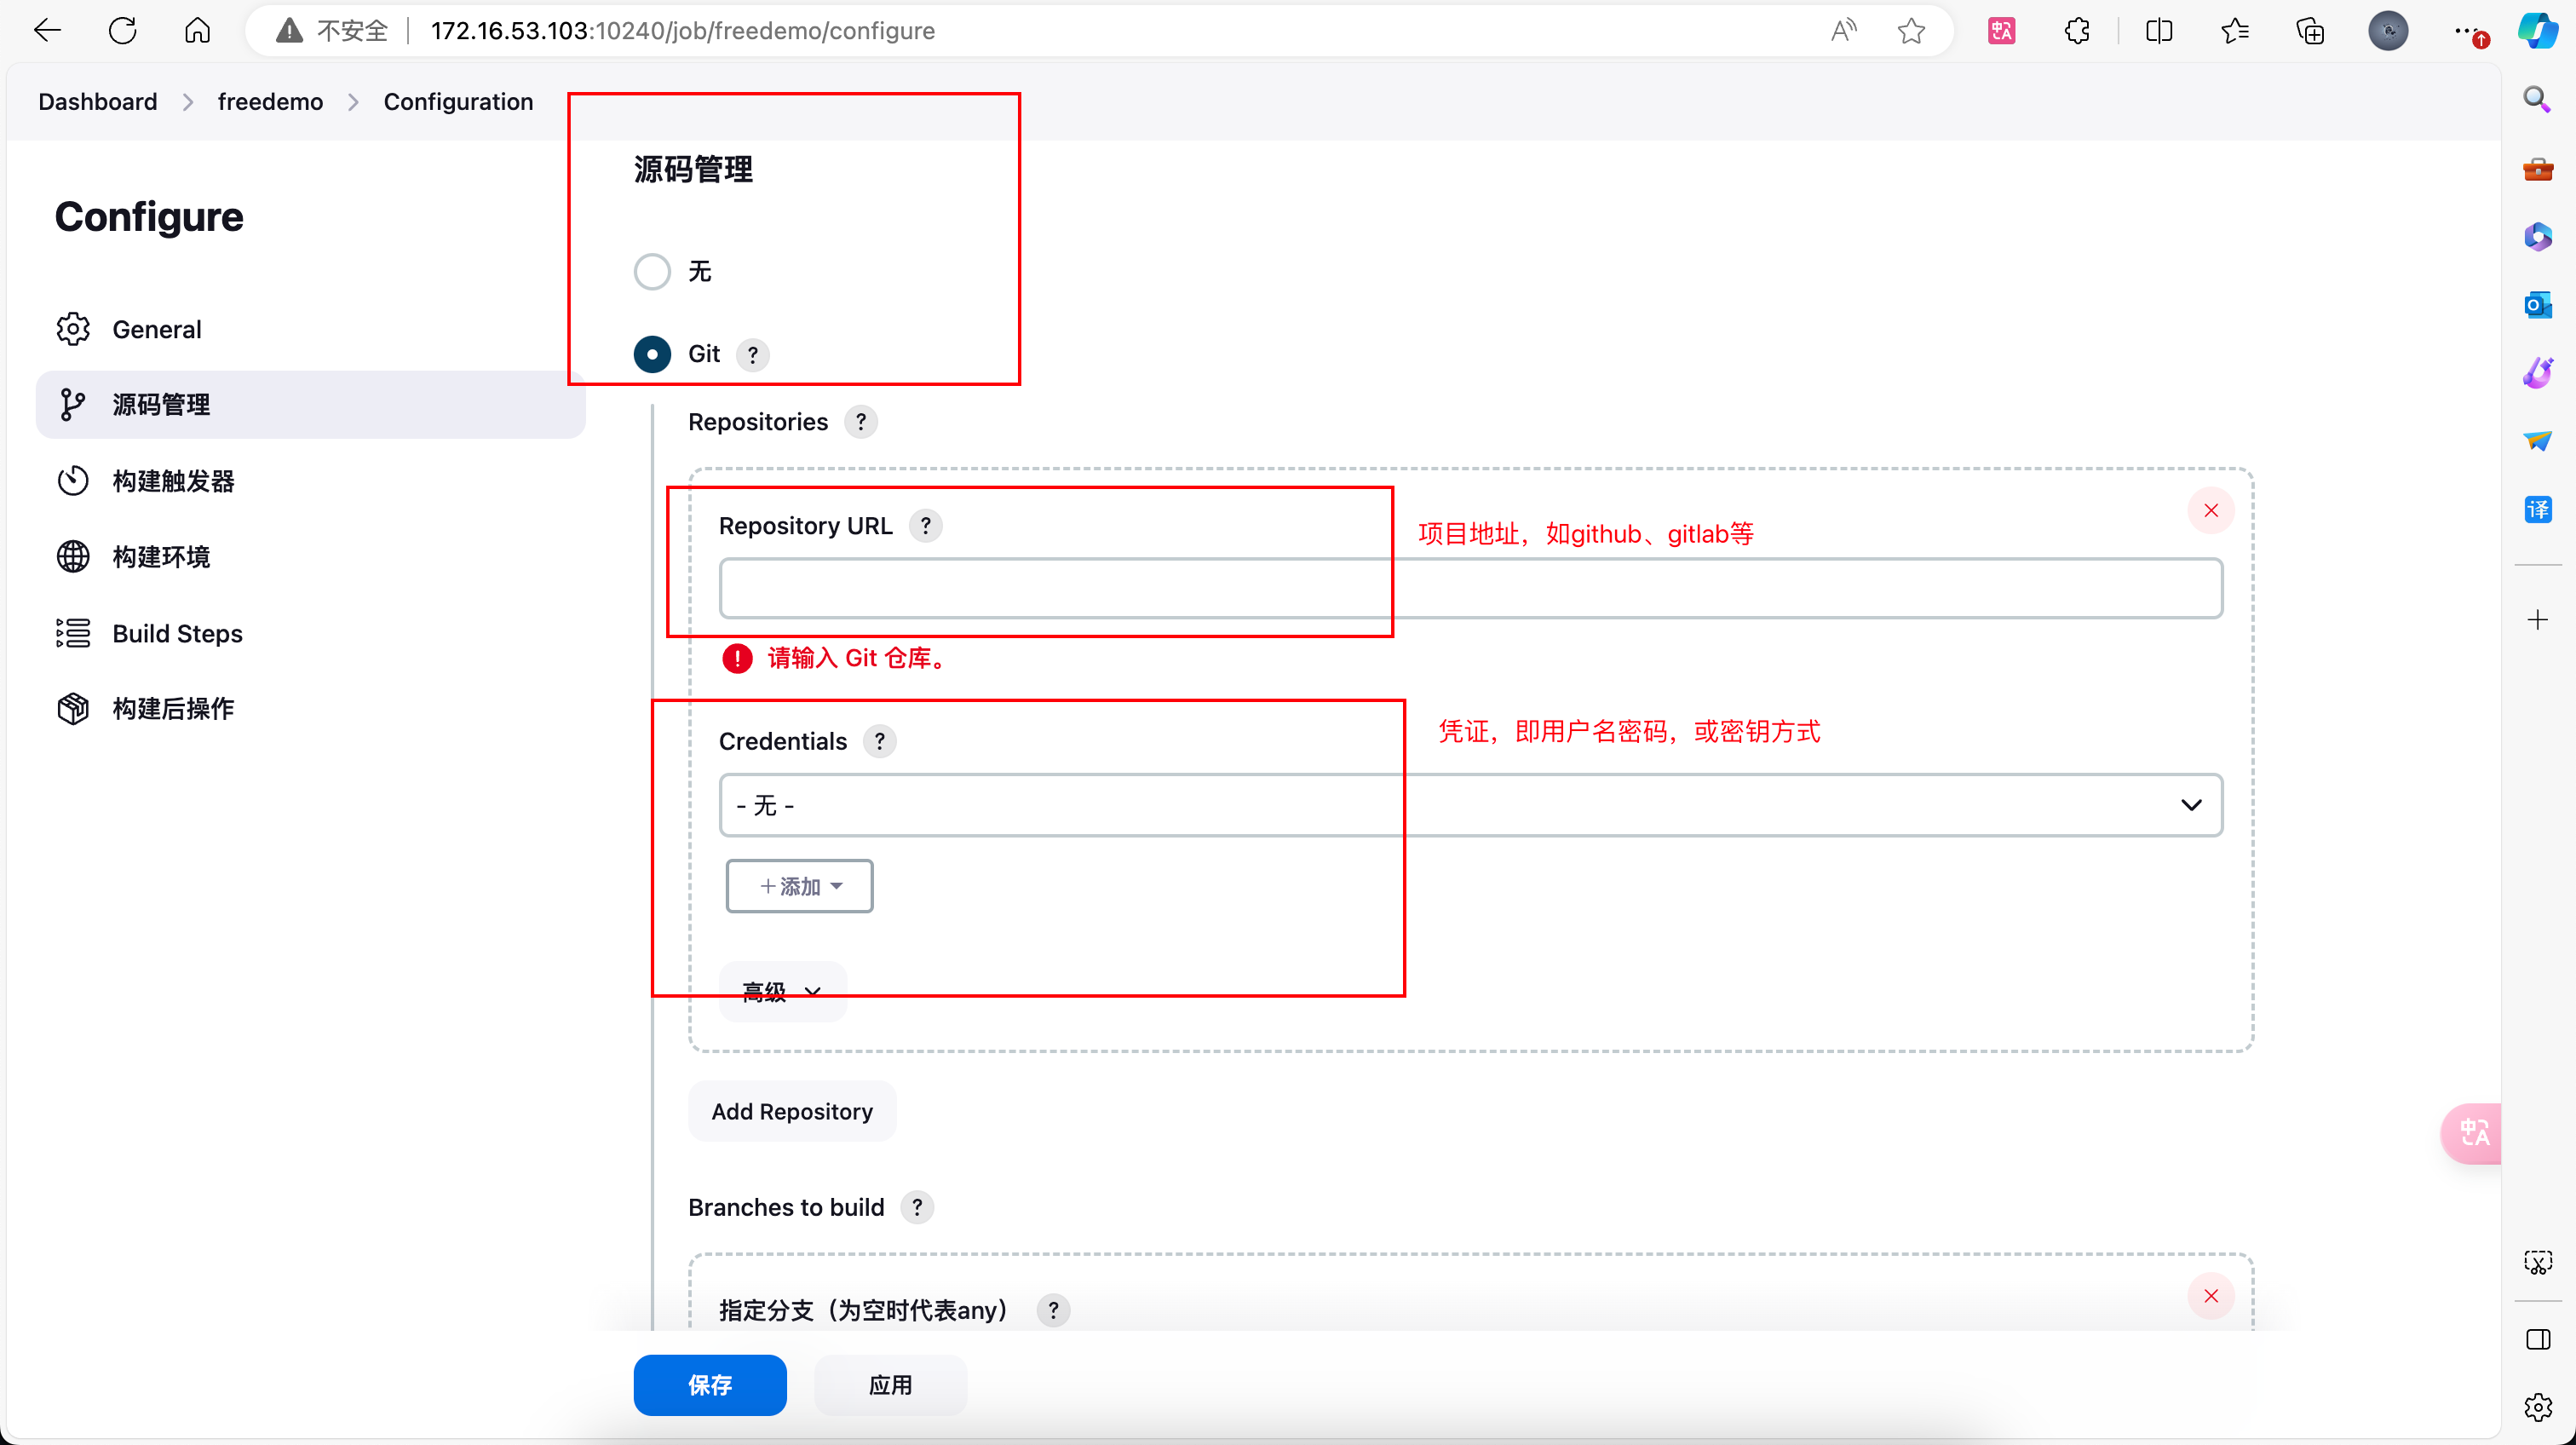 不安全 172.16.53.103:10240/job/freedemo/configure
Dashboard freedemo Configuration
Configure
General
源码管理
构建触发器
构建环境
Build Steps
构建后操作
源码管理
无
Git ?
Repositories ?
Repository URL ?
项目地址，如github、gitlab等
请输入 Git 仓库。
Credentials ?
凭证，即用户名密码，或密钥方式
- 无 -
+添加
高级
Add Repository
Branches to build ?
指定分支（为空时代表any） ?
保存 应用
译
中A
中A